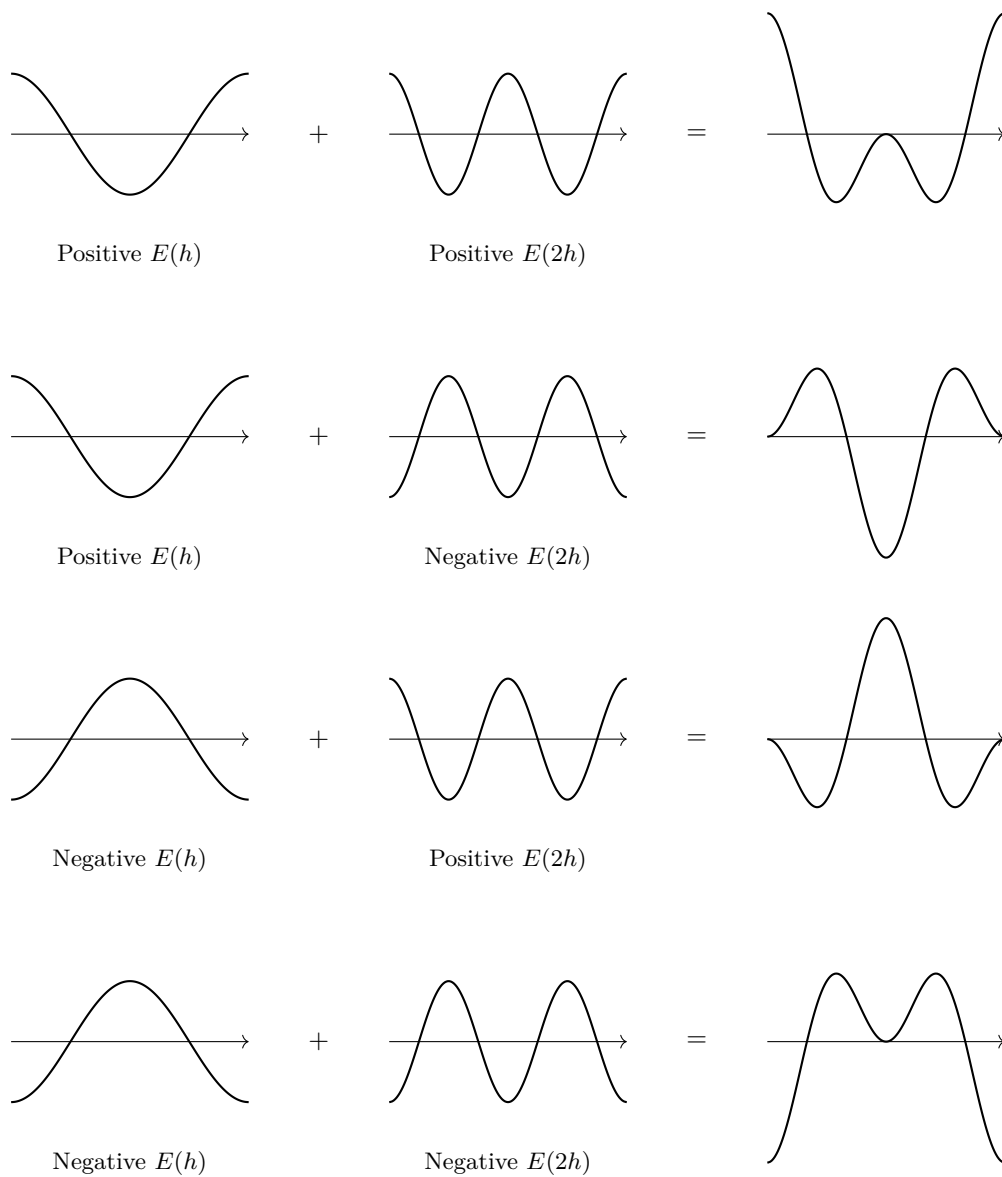 + =
Positive E(h) Positive E(2h)
+ =
Positive E(h) Negative E(2h)
+ =
Negative E(h) Positive E(2h)
+ =
Negative E(h) Negative E(2h)